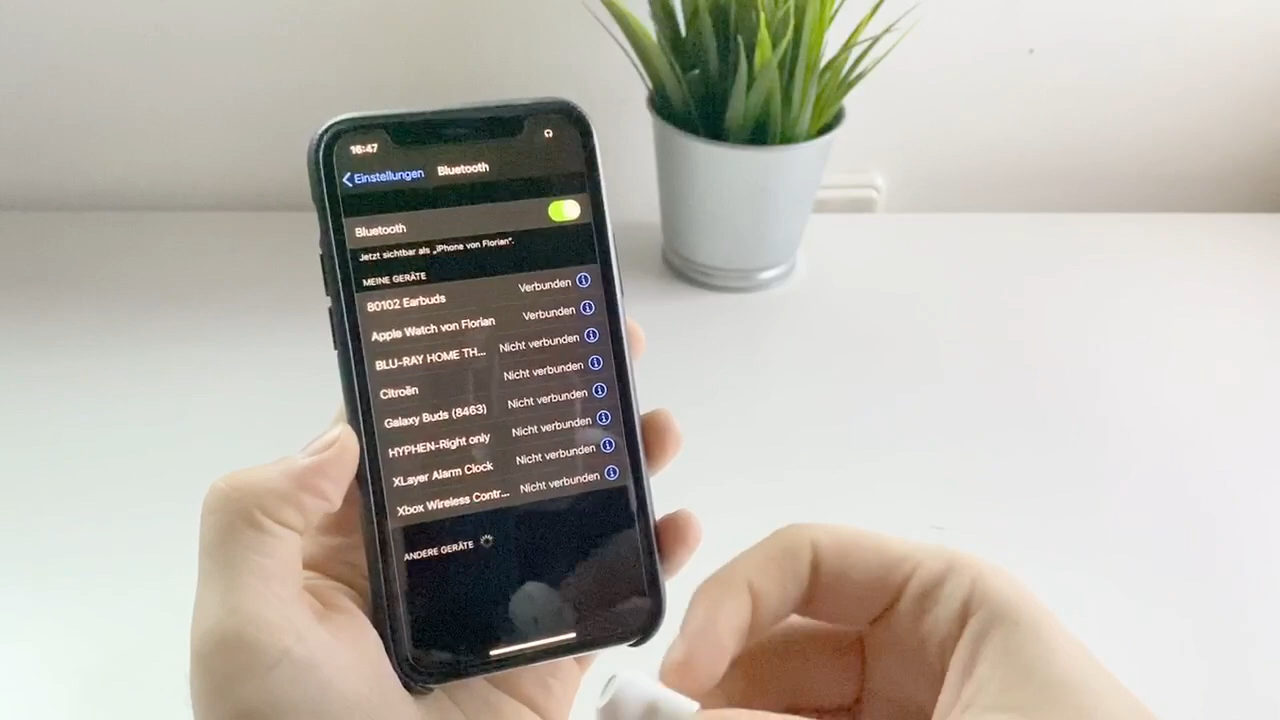 16:47
Einstellungen Bluetooth
Bluetooth
Jetzt sichtbar als „iPhone von Florian“.
MEINE GERÄTE
80102 Earbuds Verbunden
Apple Watch von Florian Verbunden
BLU-RAY HOME TH... Nicht verbunden
Citroën Nicht verbunden
Galaxy Buds (8463) Nicht verbunden
HYPHEN-Right only Nicht verbunden
XLayer Alarm Clock Nicht verbunden
Xbox Wireless Contr... Nicht verbunden
ANDERE GERÄTE